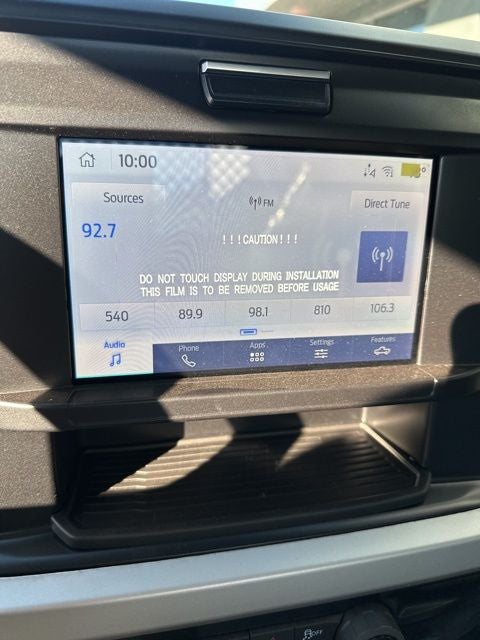 10:00
Sources
FM
Direct Tune
92.7
!!!CAUTION!!!
DO NOT TOUCH DISPLAY DURING INSTALLATION
THIS FILM IS TO BE REMOVED BEFORE USAGE
540 89.9 98.1 810 106.3
Audio Phone Apps Settings Features
OFF